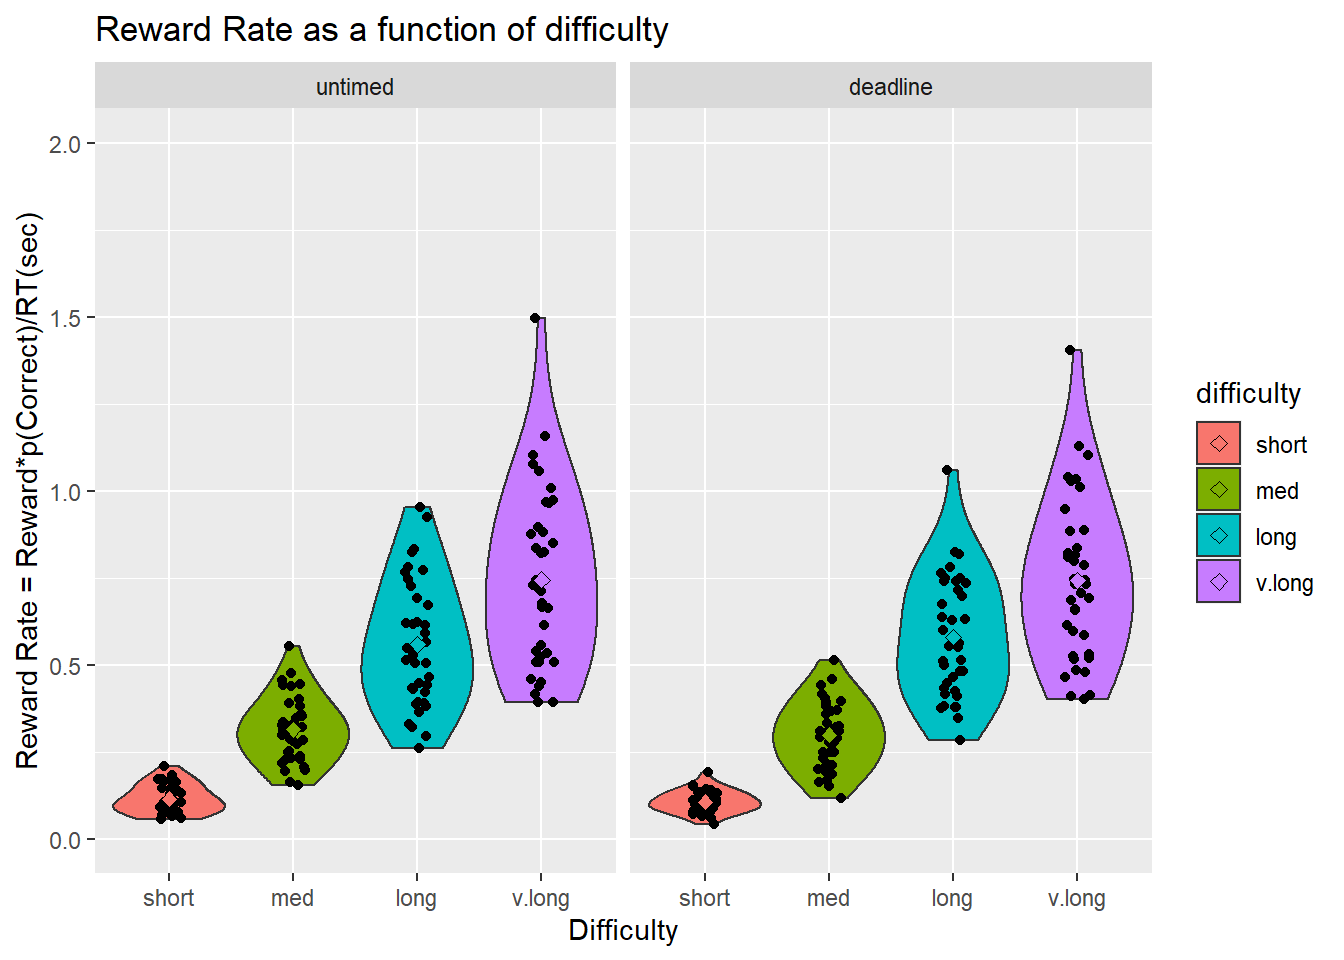 Reward Rate as a function of difficulty
untimed
deadline
Reward Rate = Reward*p(Correct)/RT(sec)
2.0
1.5
1.0
0.5
0.0
short med long v.long
short med long v.long
Difficulty
difficulty
short
med
long
v.long